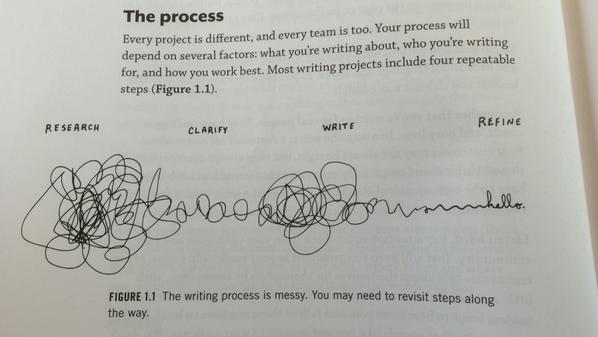 The process
Every project is different, and every team is too. Your process will
depend on several factors: what you're writing about, who you're writing
for, and how you work best. Most writing projects include four repeatable
steps (Figure 1.1).
RESEARCH CLARIFY WRITE REFINE
hello.
FIGURE 1.1 The writing process is messy. You may need to revisit steps along
the way.